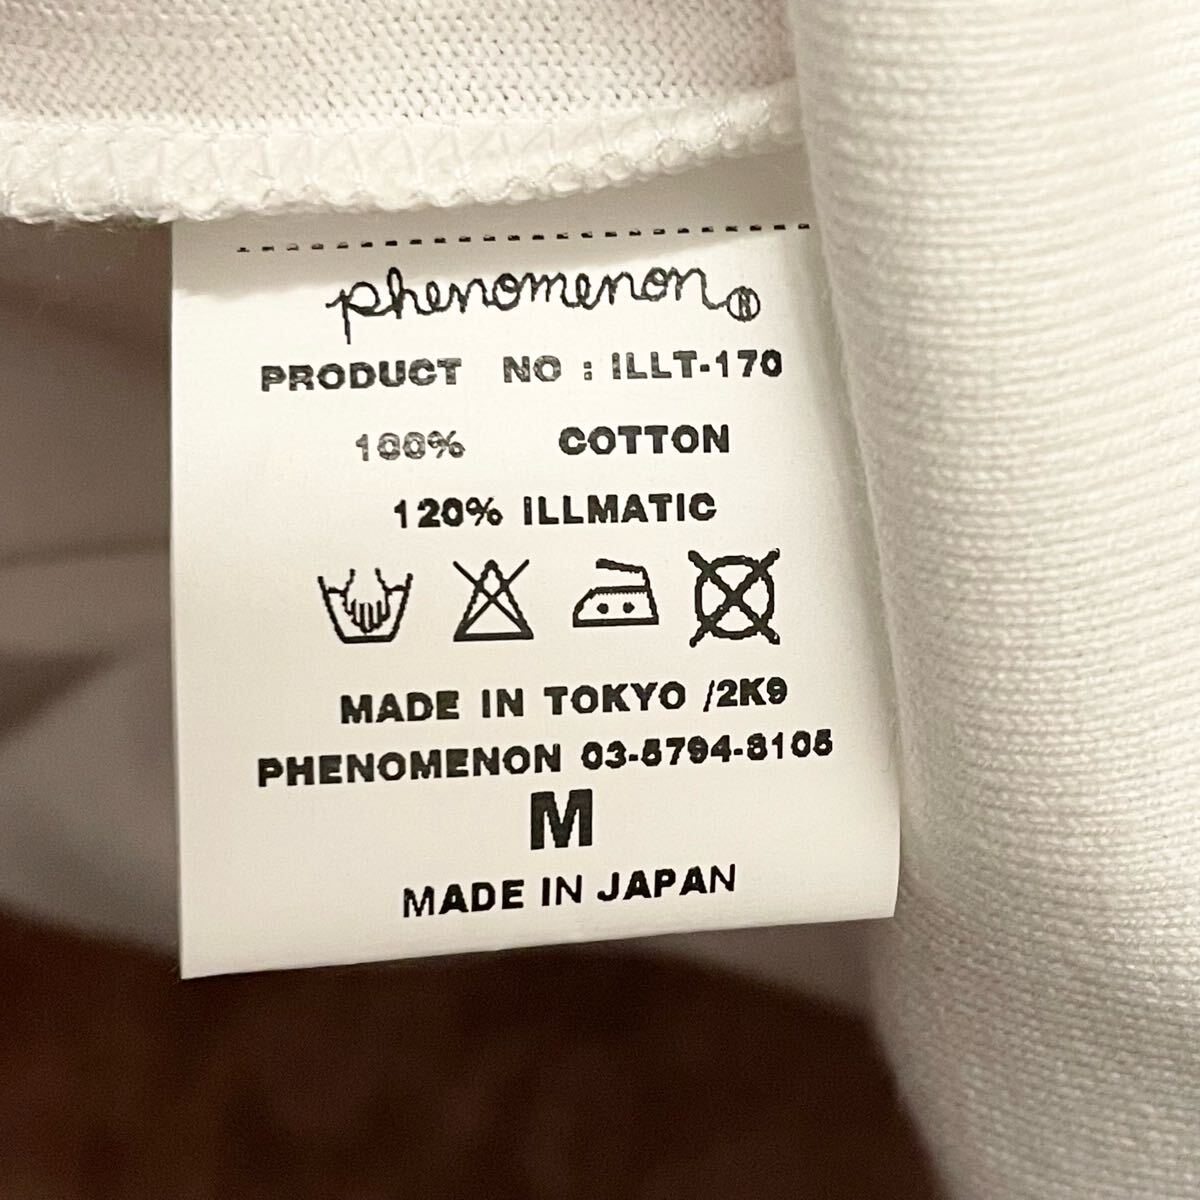 phenomenon®
PRODUCT NO : ILLT-170
100% COTTON
120% ILLMATIC
MADE IN TOKYO /2K9
PHENOMENON 03-5794-8105
M
MADE IN JAPAN